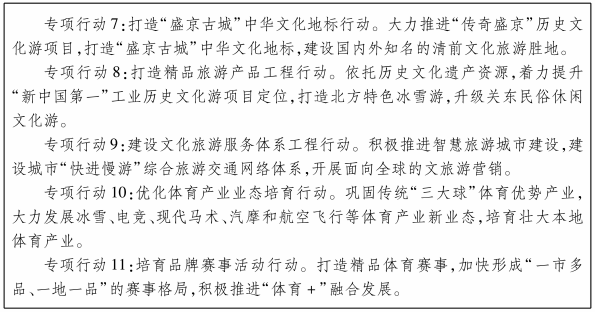 专项行动7:打造“盛京古城”中华文化地标行动。大力推进“传奇盛京”历史文
化游项目,打造“盛京古城”中华文化地标,建设国内外知名的清前文化旅游胜地。
专项行动8:打造精品旅游产品工程行动。依托历史文化遗产资源,着力提升
“新中国第一”工业历史文化游项目定位,打造北方特色冰雪游,升级关东民俗休闲
文化游。
专项行动9:建设文化旅游服务体系工程行动。积极推进智慧旅游城市建设,建
设城市“快进慢游”综合旅游交通网络体系,开展面向全球的文旅游营销。
专项行动10:优化体育产业业态培育行动。巩固传统“三大球”体育优势产业,
大力发展冰雪、电竞、现代马术、汽摩和航空飞行等体育产业新业态,培育壮大本地
体育产业。
专项行动11:培育品牌赛事活动行动。打造精品体育赛事,加快形成“一市多
品、一地一品”的赛事格局,积极推进“体育+”融合发展。